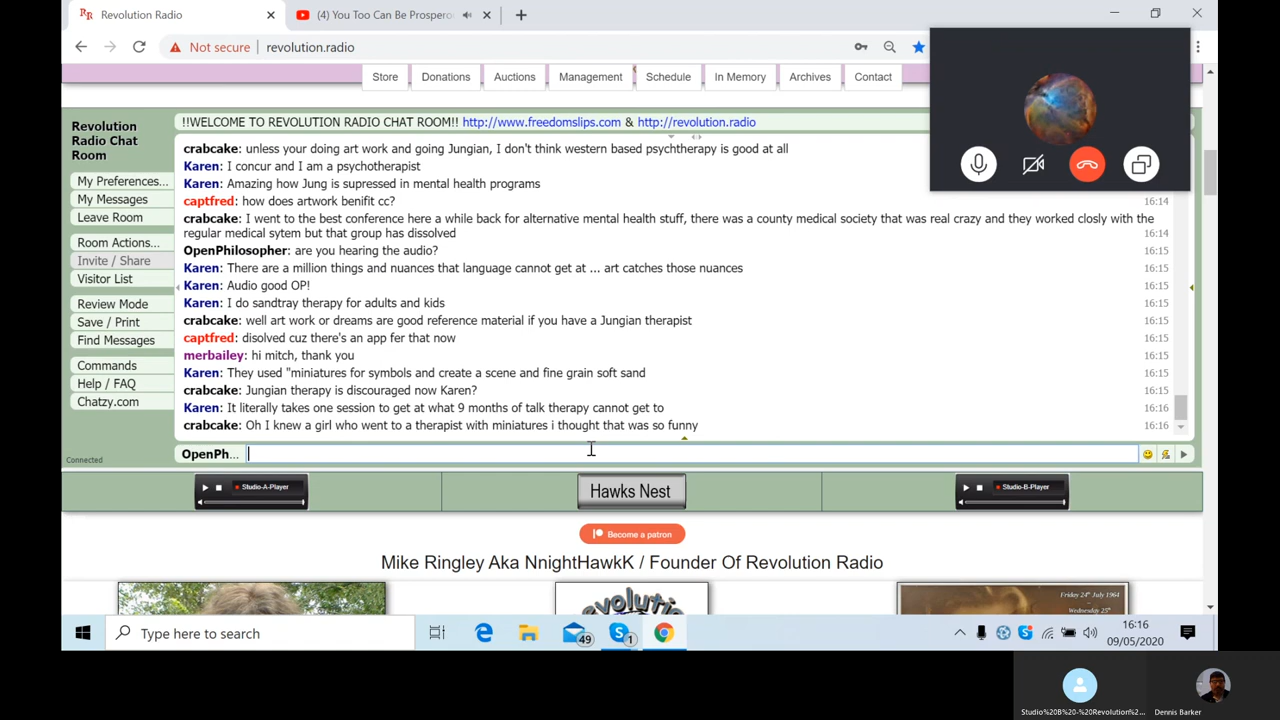 Revolution Radio
(4) You Too Can Be Prospero
Not secure
revolution.radio
Store
Donations
Auctions
Management
Schedule
In Memory
Archives
Contact
Revolution
Radio Chat
Room
My Preferences...
My Messages
Leave Room
Room Actions...
Invite / Share
Visitor List
Review Mode
Save / Print
Find Messages
Commands
Help / FAQ
Chatzy.com
Connected
!!WELCOME TO REVOLUTION RADIO CHAT ROOM!! http://www.freedomslips.com & http://revolution.radio
crabcake: unless your doing art work and going Jungian, I don't think western based psychtherapy is good at all
Karen: I concur and I am a psychotherapist
Karen: Amazing how Jung is supressed in mental health programs
captfred: how does artwork benifit cc? 16:14
crabcake: I went to the best conference here a while back for alternative mental health stuff, there was a county medical society that was real crazy and they worked closly with the
regular medical sytem but that group has dissolved 16:14
OpenPhilosopher: are you hearing the audio? 16:15
Karen: There are a million things and nuances that language cannot get at ... art catches those nuances 16:15
Karen: Audio good OP! 16:15
Karen: I do sandtray therapy for adults and kids 16:15
crabcake: well art work or dreams are good reference material if you have a Jungian therapist 16:15
captfred: disolved cuz there's an app fer that now 16:15
merbailey: hi mitch, thank you 16:15
Karen: They used "miniatures for symbols and create a scene and fine grain soft sand 16:15
crabcake: Jungian therapy is discouraged now Karen? 16:15
Karen: It literally takes one session to get at what 9 months of talk therapy cannot get to 16:16
crabcake: Oh I knew a girl who went to a therapist with miniatures i thought that was so funny 16:16
OpenPh...
Studio-A-Player
Hawks Nest
Studio-B-Player
Become a patron
Mike Ringley Aka NnightHawkK / Founder Of Revolution Radio
Friday 24th July 1964
Wednesday 25th
Type here to search
49
1
16:16
09/05/2020
Studio%20B%20-%20Revolution%2...
Dennis Barker